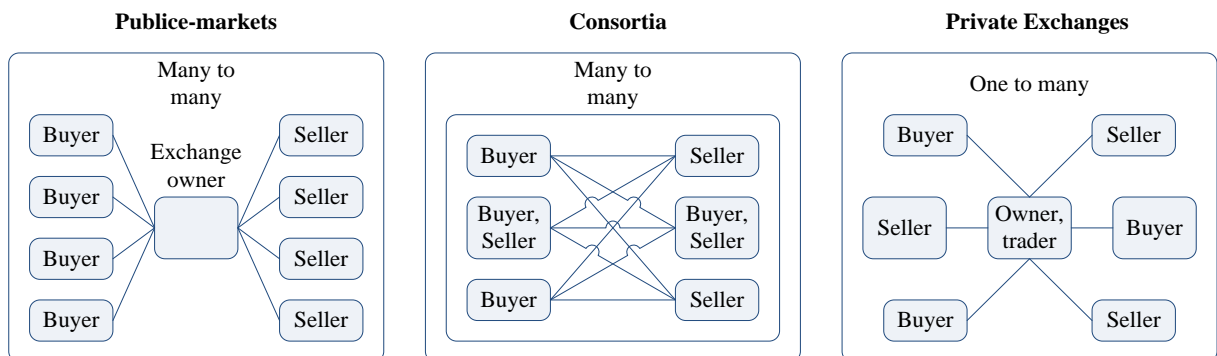 Publice-markets
Many to
many
Buyer
Seller
Exchange
owner
Buyer
Seller
Buyer
Seller
Buyer
Seller
Consortia
Many to
many
Buyer
Seller
Buyer,
Seller
Buyer,
Seller
Buyer
Seller
Private Exchanges
One to many
Buyer
Seller
Seller
Owner,
trader
Buyer
Buyer
Seller